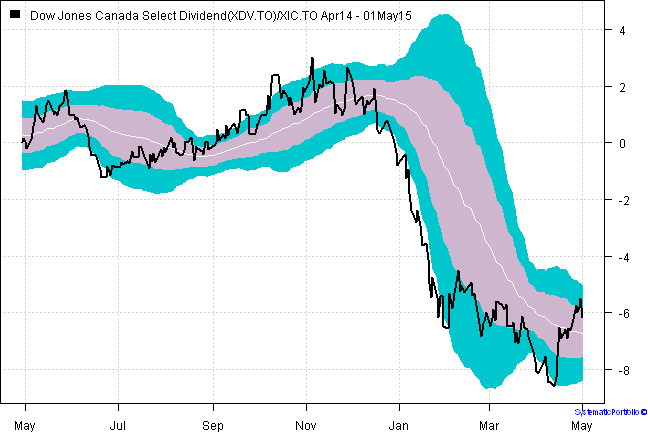 Dow Jones Canada Select Dividend(XDV.TO)/XIC.TO Apr14 - 01May15
4
2
0
-2
-4
-6
-8
SystematicPortfolio ©
May Jul Sep Nov Jan Mar May